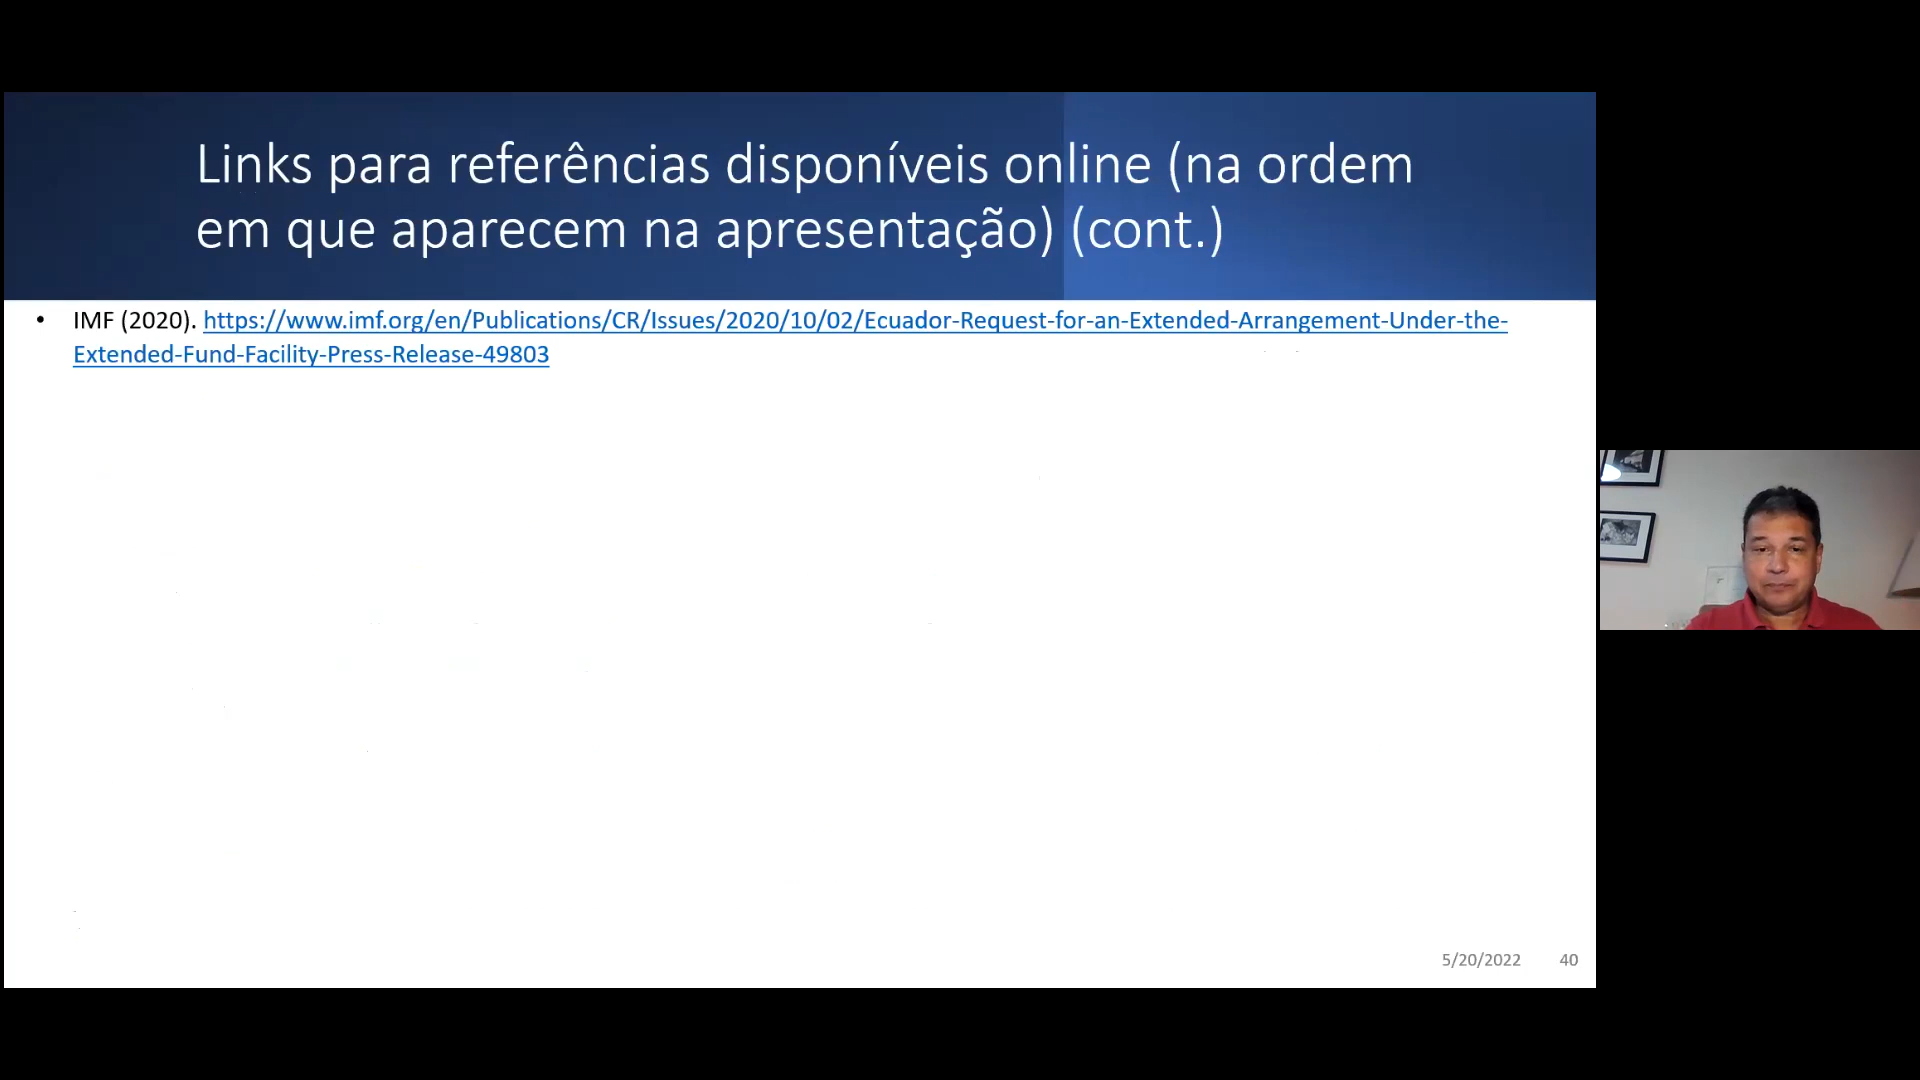 Links para referências disponíveis online (na ordem
em que aparecem na apresentação) (cont.)
• IMF (2020). https://www.imf.org/en/Publications/CR/Issues/2020/10/02/Ecuador-Request-for-an-Extended-Arrangement-Under-the-
Extended-Fund-Facility-Press-Release-49803
5/20/2022 40